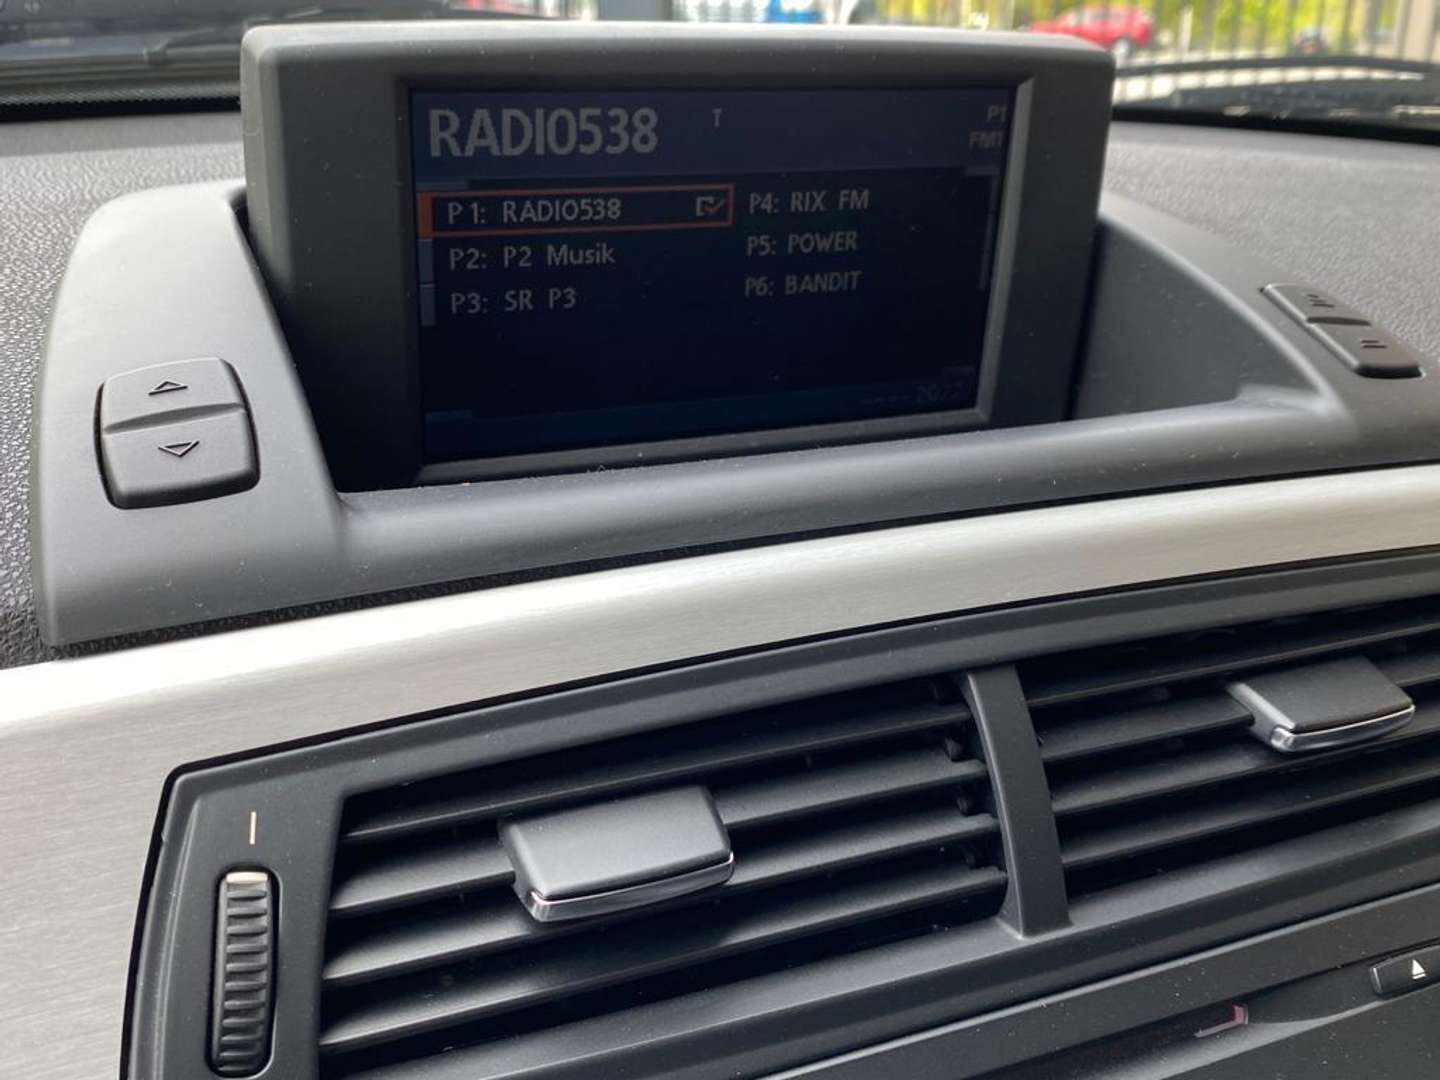 RADIO538
T
P1
FM1
P 1: RADIO538
P2: P2 Musik
P3: SR P3
P4: RIX FM
P5: POWER
P6: BANDIT